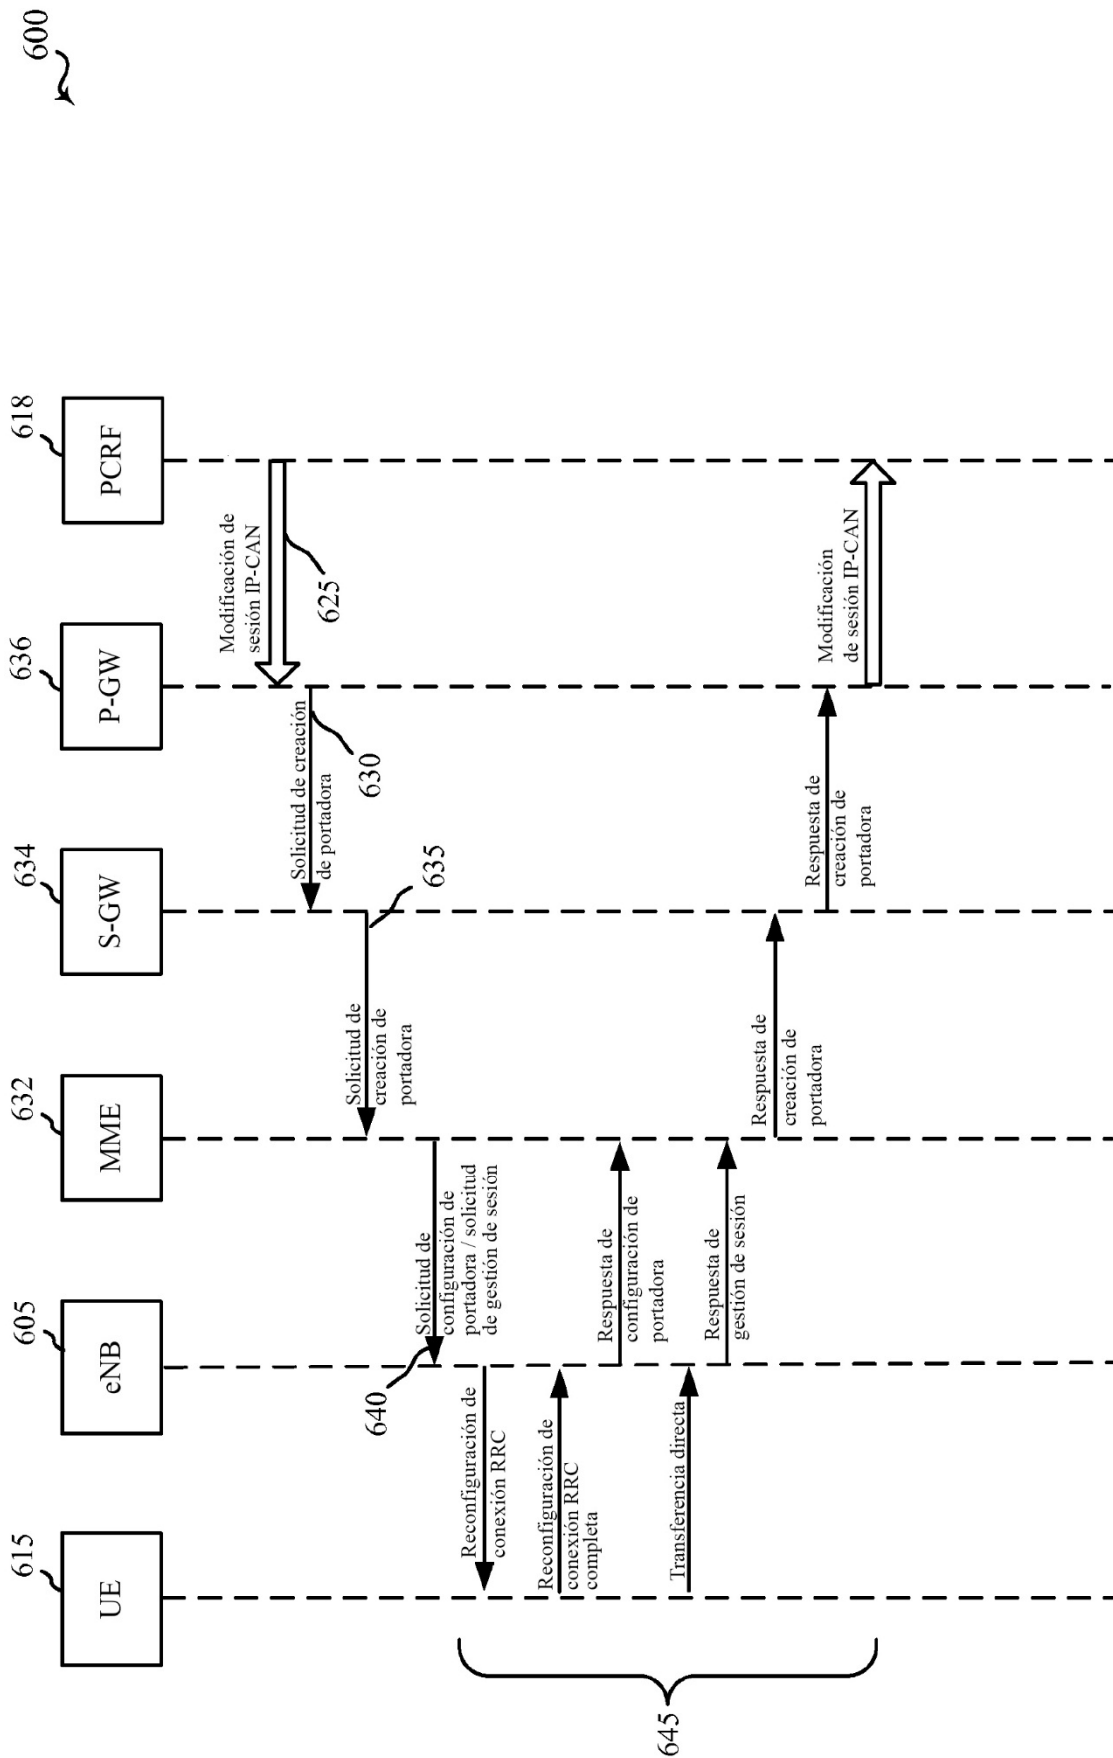 600
615
605
632
634
636
618
UE
eNB
MME
S-GW
P-GW
PCRF
Modificación de
sesión IP-CAN
625
Solicitud de creación
de portadora
630
Solicitud de
creación de
portadora
635
Solicitud de
configuración de
portadora / solicitud
de gestión de sesión
640
Reconfiguración de
conexión RRC
Reconfiguración de
conexión RRC
completa
Respuesta de
configuración de
portadora
Transferencia directa
Respuesta de
gestión de sesión
Respuesta de
creación de
portadora
Respuesta de
creación de
portadora
Modificación
de sesión IP-CAN
645